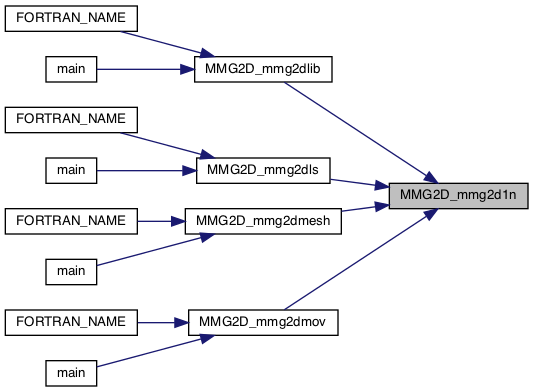 FORTRAN_NAME
main
MMG2D_mmg2dlib
FORTRAN_NAME
main
MMG2D_mmg2dls
MMG2D_mmg2d1n
FORTRAN_NAME
MMG2D_mmg2dmesh
main
FORTRAN_NAME
MMG2D_mmg2dmov
main